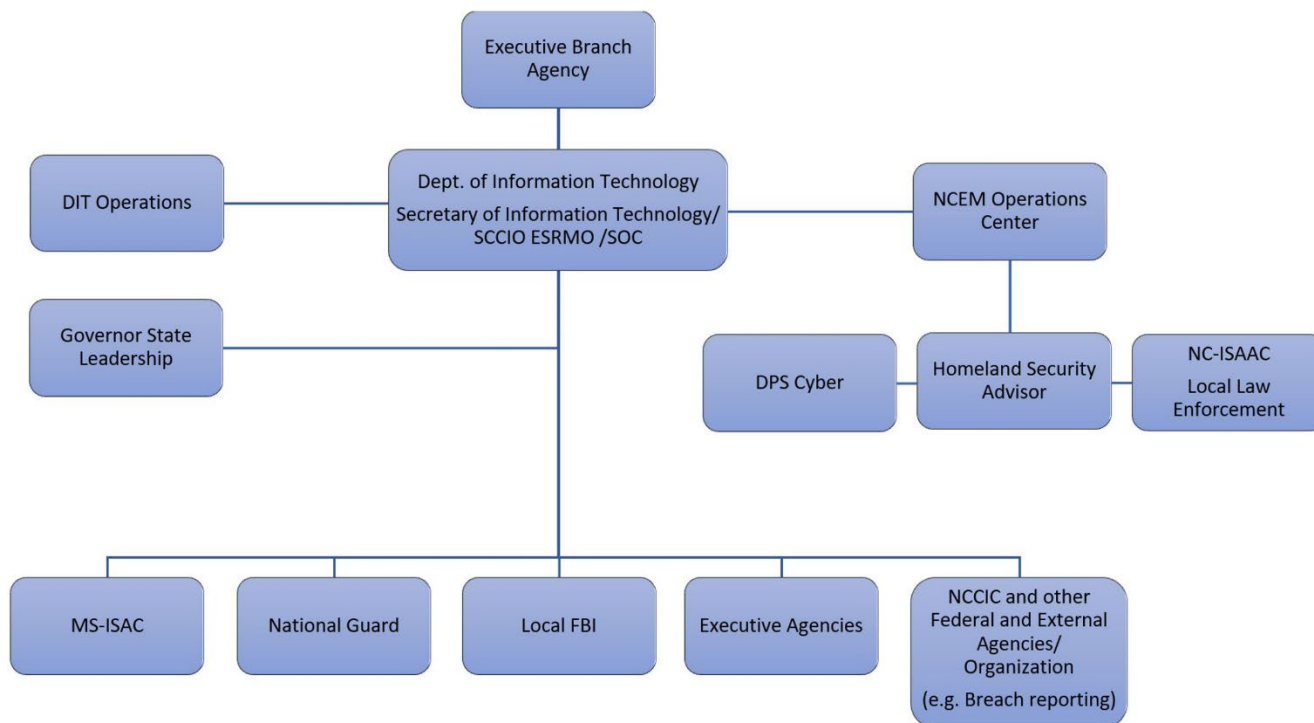 Executive Branch
Agency
DIT Operations
Dept. of Information Technology
Secretary of Information Technology/
SCCIO ESRMO /SOC
NCEM Operations
Center
Governor State
Leadership
DPS Cyber
Homeland Security
Advisor
NC-ISAAC
Local Law
Enforcement
MS-ISAC
National Guard
Local FBI
Executive Agencies
NCCIC and other
Federal and External
Agencies/
Organization
(e.g. Breach reporting)